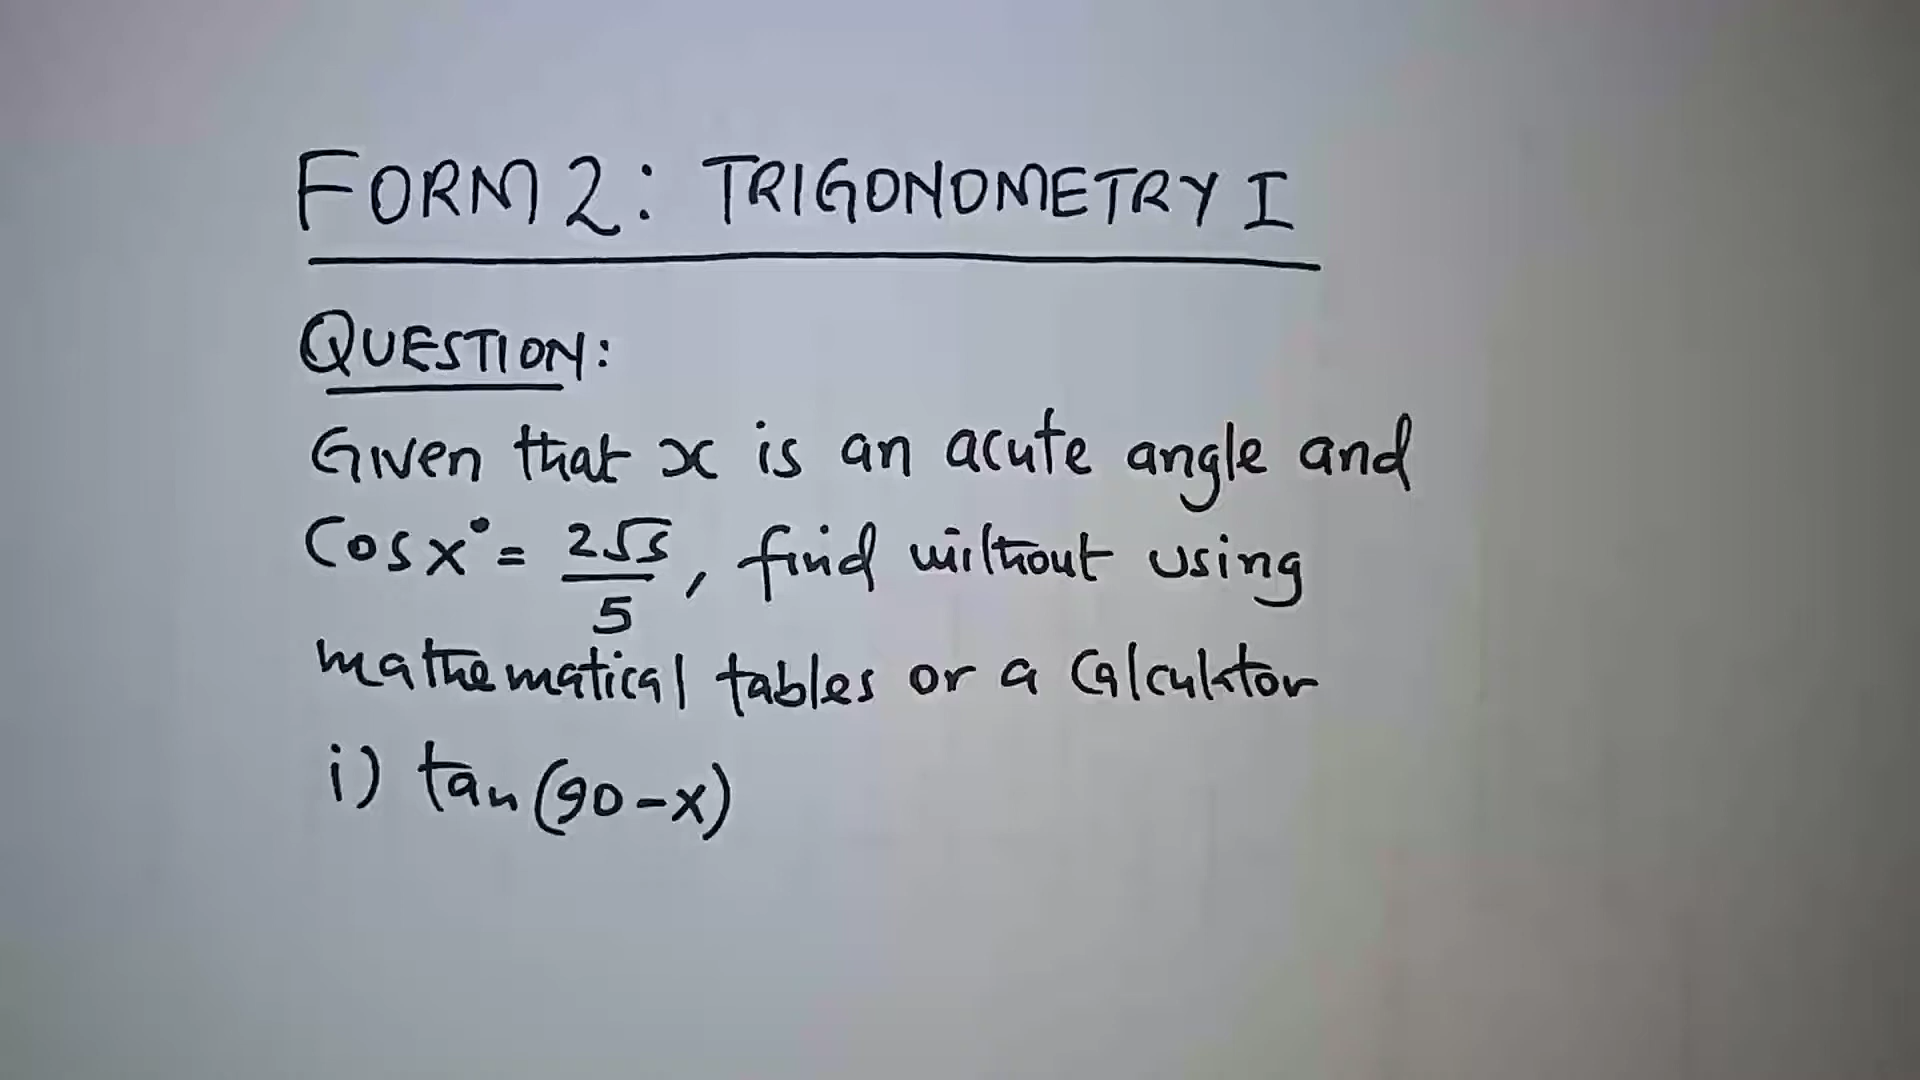 FORM 2: TRIGONOMETRY I
QUESTION:
Given that x is an acute angle and
Cos x° = 2√5/5, find without using
mathematical tables or a Calculator
i) tan (90-x)